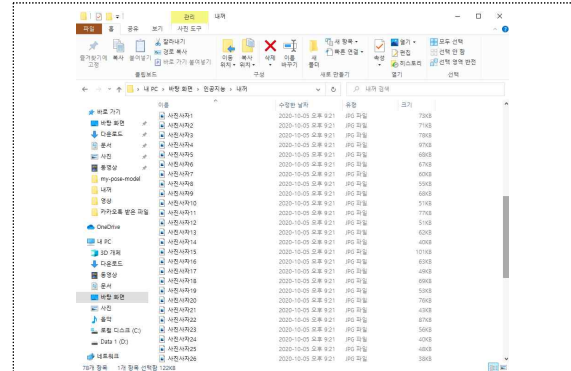 관리 내꺼
파일 홈 공유 보기 사진 도구
즐겨찾기에 고정 복사 붙여넣기 잘라내기 경로 복사 바로 가기 붙여넣기 이동 위치 복사 위치 삭제 이름 바꾸기 새 폴더 새 항목 빠른 연결 속성 열기 편집 히스토리 모두 선택 선택 안 함 선택 영역 반전
클립보드 구성 새로 만들기 열기 선택
내 PC > 바탕 화면 > 인공지능 > 내꺼 내꺼 검색
이름 수정한 날짜 유형 크기
바로 가기
바탕 화면
다운로드
문서
사진
동영상
my-pose-model
내꺼
영상
카카오톡 받은 파일
OneDrive
내 PC
3D 개체
다운로드
동영상
문서
바탕 화면
사진
음악
로컬 디스크 (C:)
Data 1 (D:)
네트워크
사진사자1 2020-10-05 오후 9:21 JPG 파일 73KB
사진사자2 2020-10-05 오후 9:21 JPG 파일 71KB
사진사자3 2020-10-05 오후 9:21 JPG 파일 78KB
사진사자4 2020-10-05 오후 9:21 JPG 파일 97KB
사진사자5 2020-10-05 오후 9:21 JPG 파일 68KB
사진사자6 2020-10-05 오후 9:21 JPG 파일 67KB
사진사자7 2020-10-05 오후 9:21 JPG 파일 60KB
사진사자8 2020-10-05 오후 9:21 JPG 파일 55KB
사진사자9 2020-10-05 오후 9:21 JPG 파일 66KB
사진사자10 2020-10-05 오후 9:21 JPG 파일 51KB
사진사자11 2020-10-05 오후 9:21 JPG 파일 77KB
사진사자12 2020-10-05 오후 9:21 JPG 파일 51KB
사진사자13 2020-10-05 오후 9:21 JPG 파일 62KB
사진사자14 2020-10-05 오후 9:21 JPG 파일 40KB
사진사자15 2020-10-05 오후 9:21 JPG 파일 101KB
사진사자16 2020-10-05 오후 9:21 JPG 파일 63KB
사진사자17 2020-10-05 오후 9:21 JPG 파일 49KB
사진사자18 2020-10-05 오후 9:21 JPG 파일 69KB
사진사자19 2020-10-05 오후 9:21 JPG 파일 53KB
사진사자20 2020-10-05 오후 9:21 JPG 파일 76KB
사진사자21 2020-10-05 오후 9:21 JPG 파일 43KB
사진사자22 2020-10-05 오후 9:21 JPG 파일 87KB
사진사자23 2020-10-05 오후 9:21 JPG 파일 56KB
사진사자24 2020-10-05 오후 9:21 JPG 파일 40KB
사진사자25 2020-10-05 오후 9:21 JPG 파일 48KB
사진사자26 2020-10-05 오후 9:21 JPG 파일 38KB
78개 항목 1개 항목 선택함 122KB